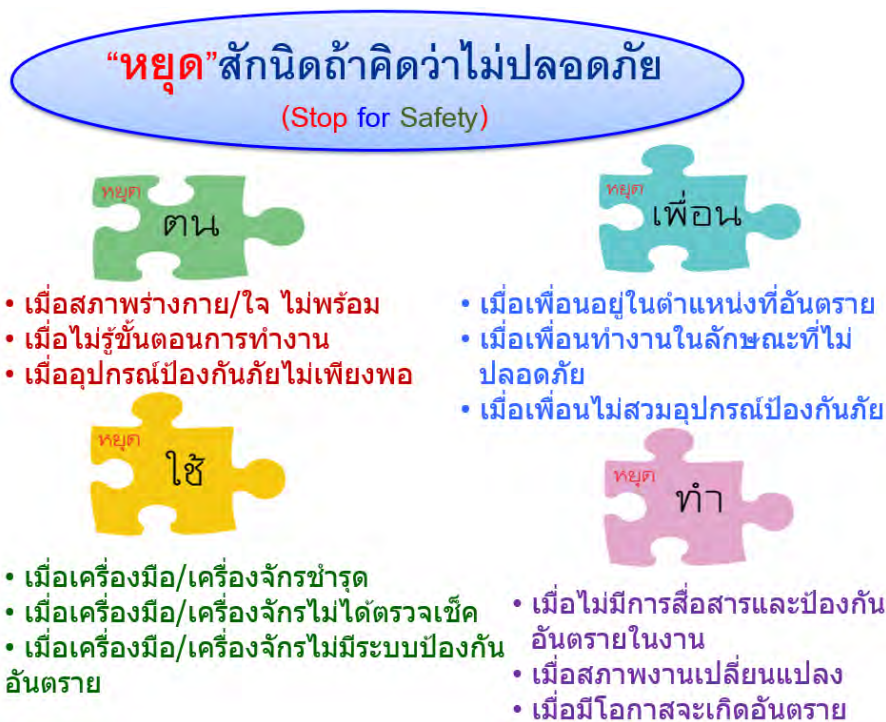 “หยุด”สักนิดถ้าคิดว่าไม่ปลอดภัย
(Stop for Safety)
หยุด
ตน
• เมื่อสภาพร่างกาย/ใจ ไม่พร้อม
• เมื่อไม่รู้ขั้นตอนการทำงาน
• เมื่ออุปกรณ์ป้องกันภัยไม่เพียงพอ
หยุด
เพื่อน
• เมื่อเพื่อนอยู่ในตำแหน่งที่อันตราย
• เมื่อเพื่อนทำงานในลักษณะที่ไม่
ปลอดภัย
• เมื่อเพื่อนไม่สวมอุปกรณ์ป้องกันภัย
หยุด
ใช้
• เมื่อเครื่องมือ/เครื่องจักรชำรุด
• เมื่อเครื่องมือ/เครื่องจักรไม่ได้ตรวจเช็ค
• เมื่อเครื่องมือ/เครื่องจักรไม่มีระบบป้องกัน
อันตราย
หยุด
ทำ
• เมื่อไม่มีการสื่อสารและป้องกัน
อันตรายในงาน
• เมื่อสภาพงานเปลี่ยนแปลง
• เมื่อมีโอกาสจะเกิดอันตราย